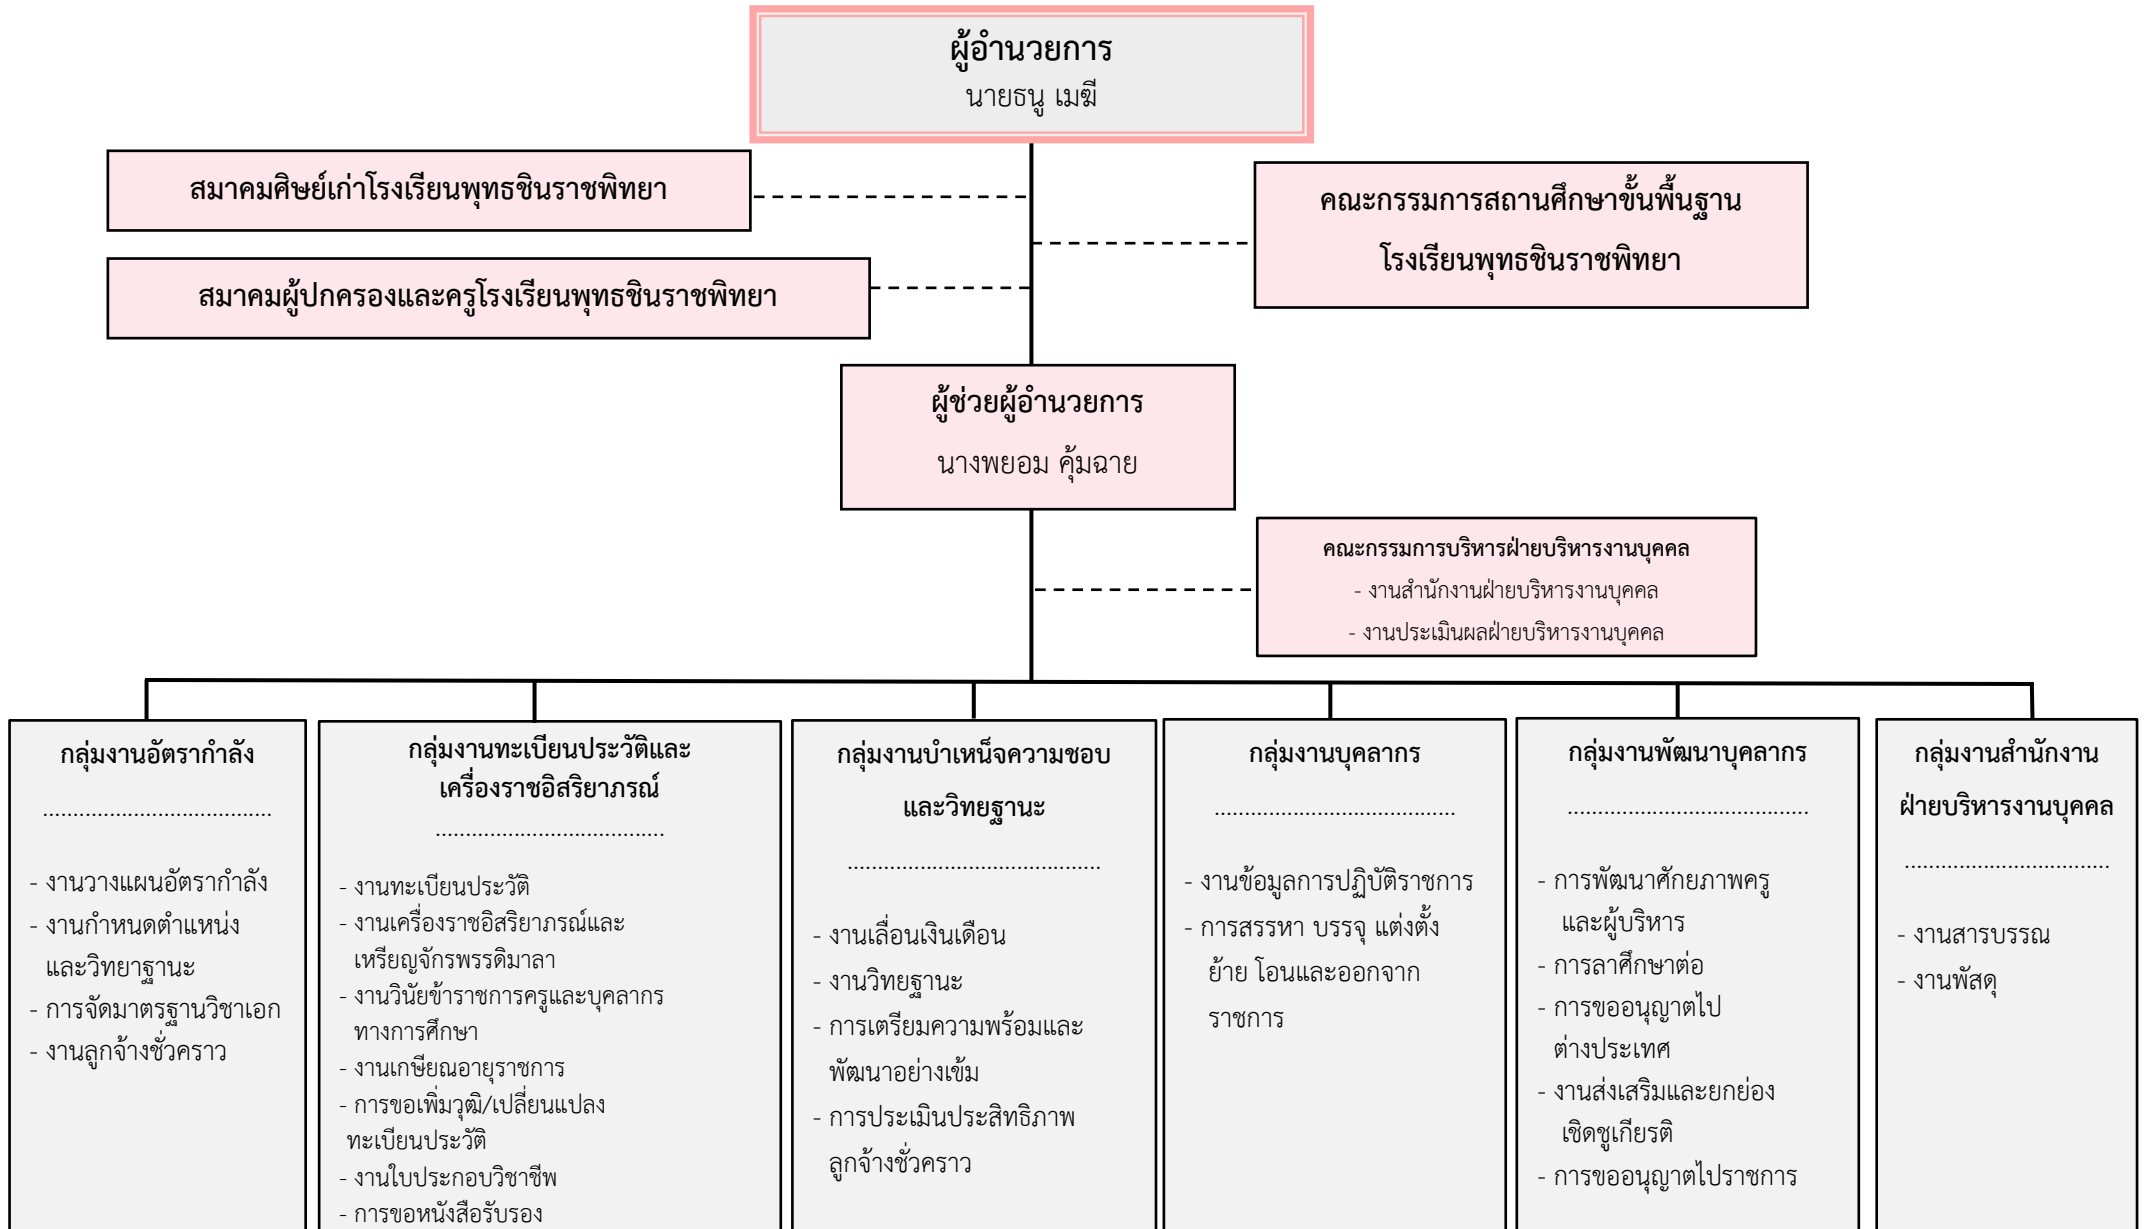 ผู้อำนวยการ
นายธนู เมฆี
สมาคมศิษย์เก่าโรงเรียนพุทธชินราชพิทยา
คณะกรรมการสถานศึกษาขั้นพื้นฐาน
โรงเรียนพุทธชินราชพิทยา
สมาคมผู้ปกครองและครูโรงเรียนพุทธชินราชพิทยา
ผู้ช่วยผู้อำนวยการ
นางพยอม คุ้มฉาย
คณะกรรมการบริหารฝ่ายบริหารงานบุคคล
- งานสำนักงานฝ่ายบริหารงานบุคคล
- งานประเมินผลฝ่ายบริหารงานบุคคล
กลุ่มงานอัตรากำลัง
......................................
- งานวางแผนอัตรากำลัง
- งานกำหนดตำแหน่ง
และวิทยาฐานะ
- การจัดมาตรฐานวิชาเอก
- งานลูกจ้างชั่วคราว
กลุ่มงานทะเบียนประวัติและ
เครื่องราชอิสริยาภรณ์
......................................
- งานทะเบียนประวัติ
- งานเครื่องราชอิสริยาภรณ์และ
เหรียญจักรพรรดิมาลา
- งานวินัยข้าราชการครูและบุคลากร
ทางการศึกษา
- งานเกษียณอายุราชการ
- การขอเพิ่มวุฒิ/เปลี่ยนแปลง
ทะเบียนประวัติ
- งานใบประกอบวิชาชีพ
- การขอหนังสือรับรอง
กลุ่มงานบำเหน็จความชอบ
และวิทยฐานะ
..........................................
- งานเลื่อนเงินเดือน
- งานวิทยฐานะ
- การเตรียมความพร้อมและ
พัฒนาอย่างเข้ม
- การประเมินประสิทธิภาพ
ลูกจ้างชั่วคราว
กลุ่มงานบุคลากร
........................................
- งานข้อมูลการปฏิบัติราชการ
- การสรรหา บรรจุ แต่งตั้ง
ย้าย โอนและออกจาก
ราชการ
กลุ่มงานพัฒนาบุคลากร
........................................
- การพัฒนาศักยภาพครู
และผู้บริหาร
- การลาศึกษาต่อ
- การขออนุญาตไป
ต่างประเทศ
- งานส่งเสริมและยกย่อง
เชิดชูเกียรติ
- การขออนุญาตไปราชการ
กลุ่มงานสำนักงาน
ฝ่ายบริหารงานบุคคล
..................................
- งานสารบรรณ
- งานพัสดุ